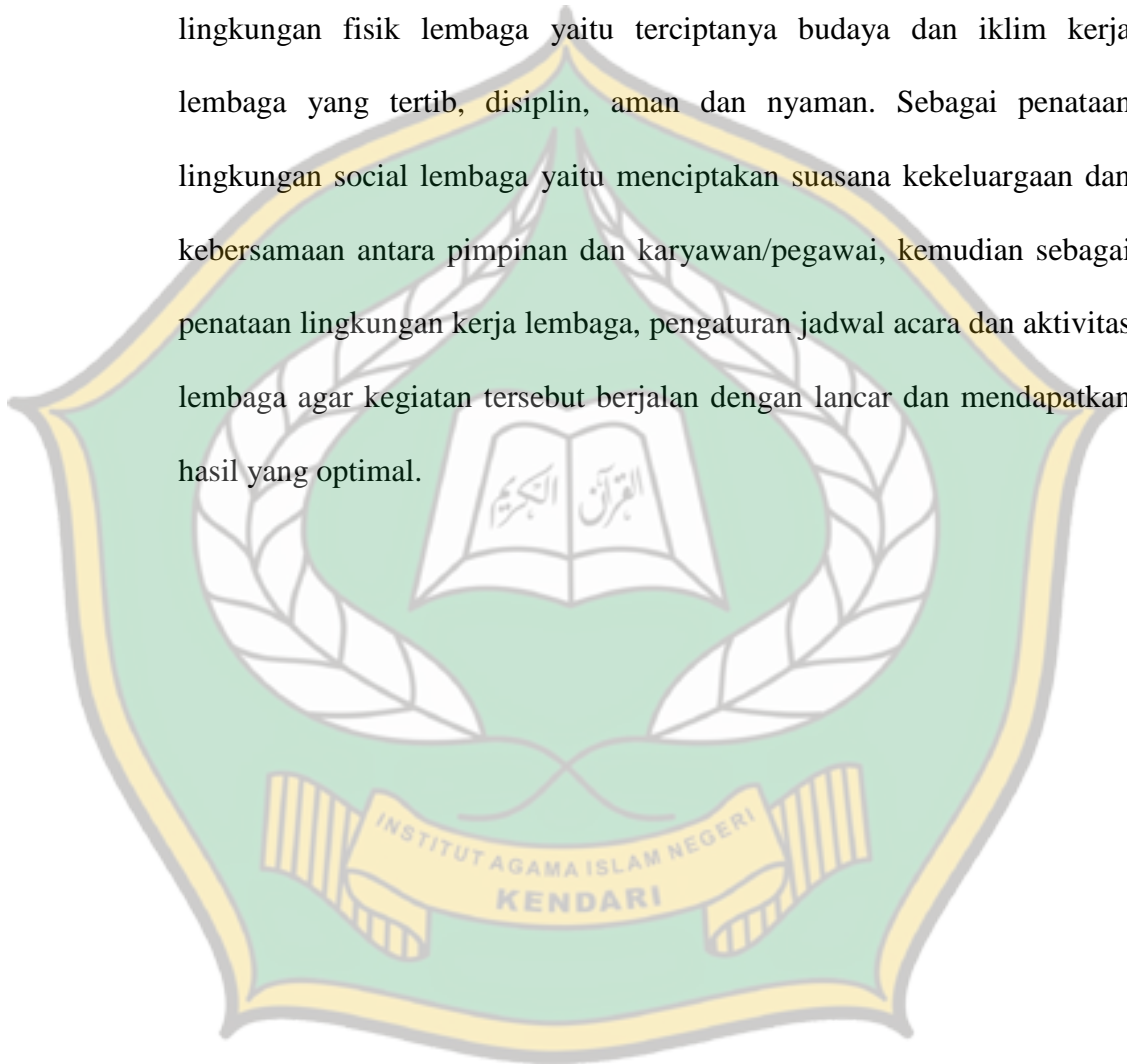 lingkungan fisik lembaga yaitu terciptanya budaya dan iklim kerja
lembaga yang tertib, disiplin, aman dan nyaman. Sebagai penataan
lingkungan social lembaga yaitu menciptakan suasana kekeluargaan dan
kebersamaan antara pimpinan dan karyawan/pegawai, kemudian sebagai
penataan lingkungan kerja lembaga, pengaturan jadwal acara dan aktivitas
lembaga agar kegiatan tersebut berjalan dengan lancar dan mendapatkan
hasil yang optimal.
القرآن الكريم
INSTITUT AGAMA ISLAM NEGERI
KENDARI